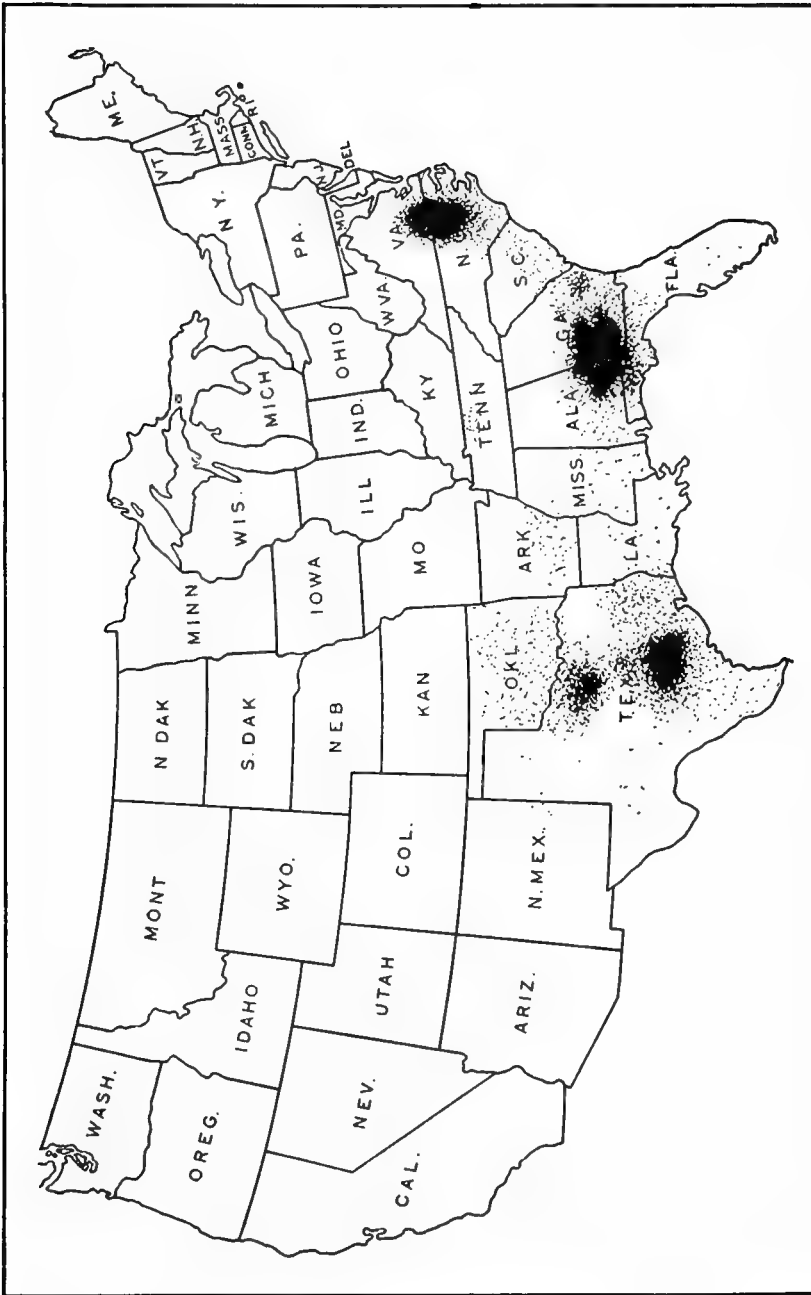 WASH.
OREG.
CAL.
NEV.
IDAHO
MONT
WYO.
UTAH
ARIZ.
COL.
N.MEX.
N DAK
S. DAK
NEB
KAN
OKL
TEX
MINN
IOWA
MO
ARK
LA
WIS.
ILL
MICH
IND.
OHIO
KY
TENN
MISS.
ALA
GA
FLA.
S.C.
N
VA
WVA.
MD
DEL
PA.
N.J.
N.Y.
CONN
R.I.
MASS
VT
N.H.
ME.